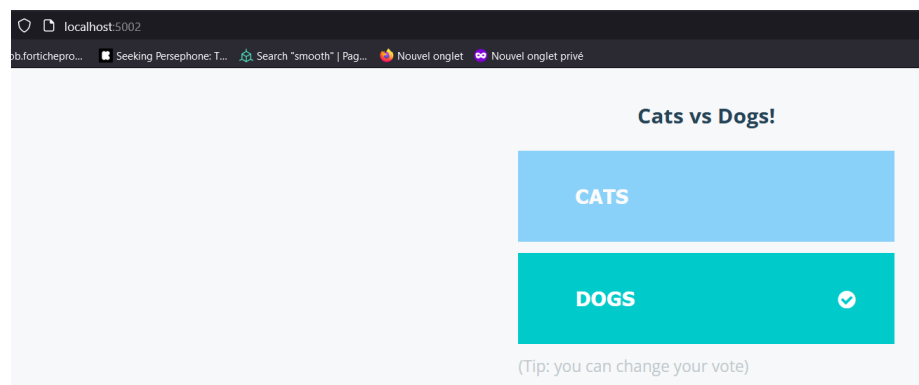 localhost:5002
ob.fortichepro... Seeking Persephone: T... Search "smooth" | Pag... Nouvel onglet Nouvel onglet privé
Cats vs Dogs!
CATS
DOGS
(Tip: you can change your vote)